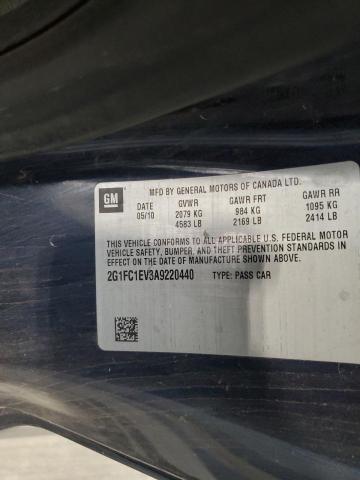 GM
MFD BY GENERAL MOTORS OF CANADA LTD.
DATE GVWR GAWR FRT GAWR RR
05/10 2079 KG 984 KG 1095 KG
4583 LB 2169 LB 2414 LB
THIS VEHICLE CONFORMS TO ALL APPLICABLE U.S. FEDERAL MOTOR
VEHICLE SAFETY, BUMPER, AND THEFT PREVENTION STANDARDS IN
EFFECT ON THE DATE OF MANUFACTURE SHOWN ABOVE.
2G1FC1EV3A9220440 TYPE: PASS CAR